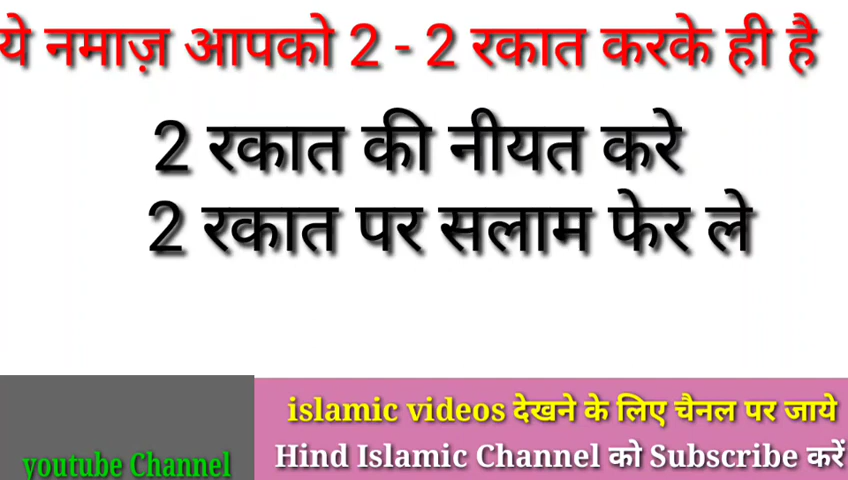 ये नमाज़ आपको 2 - 2 रकात करके ही है
2 रकात की नीयत करे
2 रकात पर सलाम फेर ले
islamic videos देखने के लिए चैनल पर जाये
youtube Channel
Hind Islamic Channel को Subscribe करें